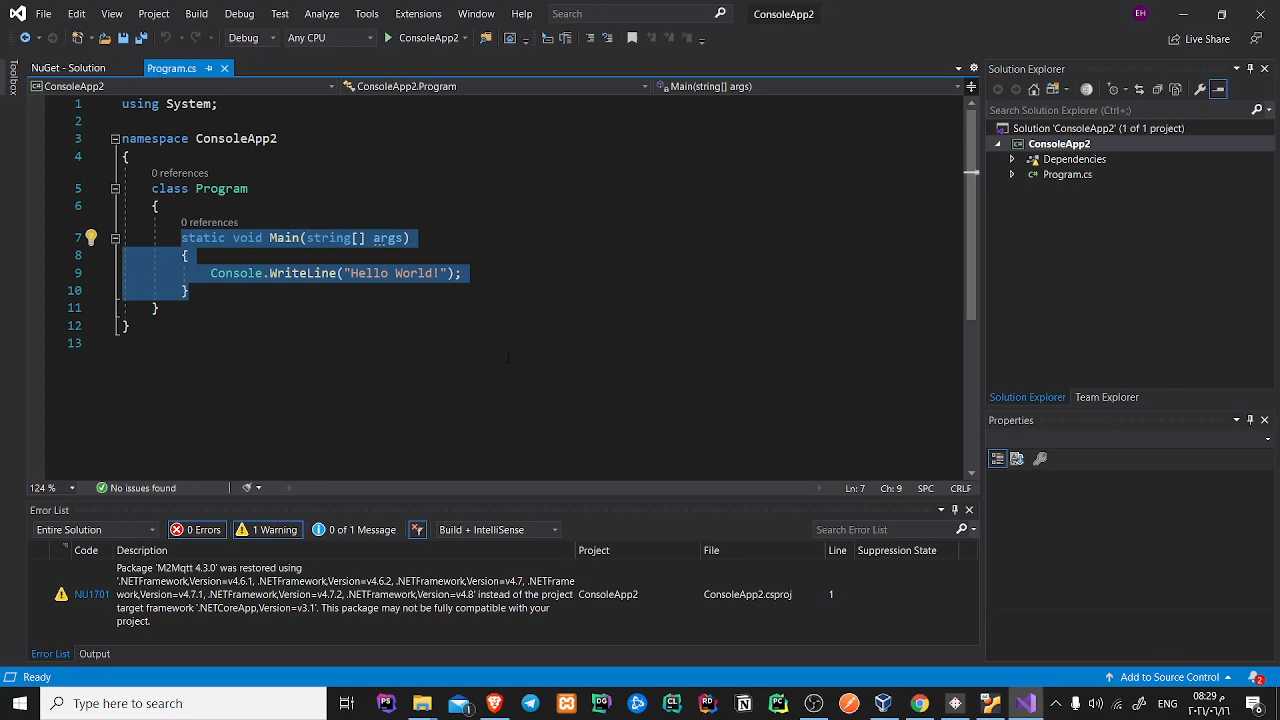 File Edit View Project Build Debug Test Analyze Tools Extensions Window Help Search ConsoleApp2 EH
Debug Any CPU ConsoleApp2 Live Share
NuGet - Solution Program.cs
ConsoleApp2 ConsoleApp2.Program Main(string[] args)
Toolbox
1 using System;
2
3 namespace ConsoleApp2
4 {
0 references
5 class Program
6 {
0 references
7 static void Main(string[] args)
8 {
9 Console.WriteLine("Hello World!");
10 }
11 }
12 }
13
124 % No issues found Ln: 7 Ch: 9 SPC CRLF
Solution Explorer
Search Solution Explorer (Ctrl+;)
Solution 'ConsoleApp2' (1 of 1 project)
ConsoleApp2
Dependencies
C# Program.cs
Solution Explorer Team Explorer
Properties
Error List
Entire Solution 0 Errors 1 Warning 0 of 1 Message Build + IntelliSense Search Error List
Code Description Project File Line Suppression State
NU1701 Package 'M2Mqtt 4.3.0' was restored using
'.NETFramework,Version=v4.6.1, .NETFramework,Version=v4.6.2, .NETFramework,Version=v4.7, .NETFrame
work,Version=v4.7.1, .NETFramework,Version=v4.7.2, .NETFramework,Version=v4.8' instead of the project
target framework '.NETCoreApp,Version=v3.1'. This package may not be fully compatible with your
project.
ConsoleApp2 ConsoleApp2.csproj 1
Error List Output
Ready Add to Source Control 2
Type here to search PS 1 DG CL RD PC ENG 08:29